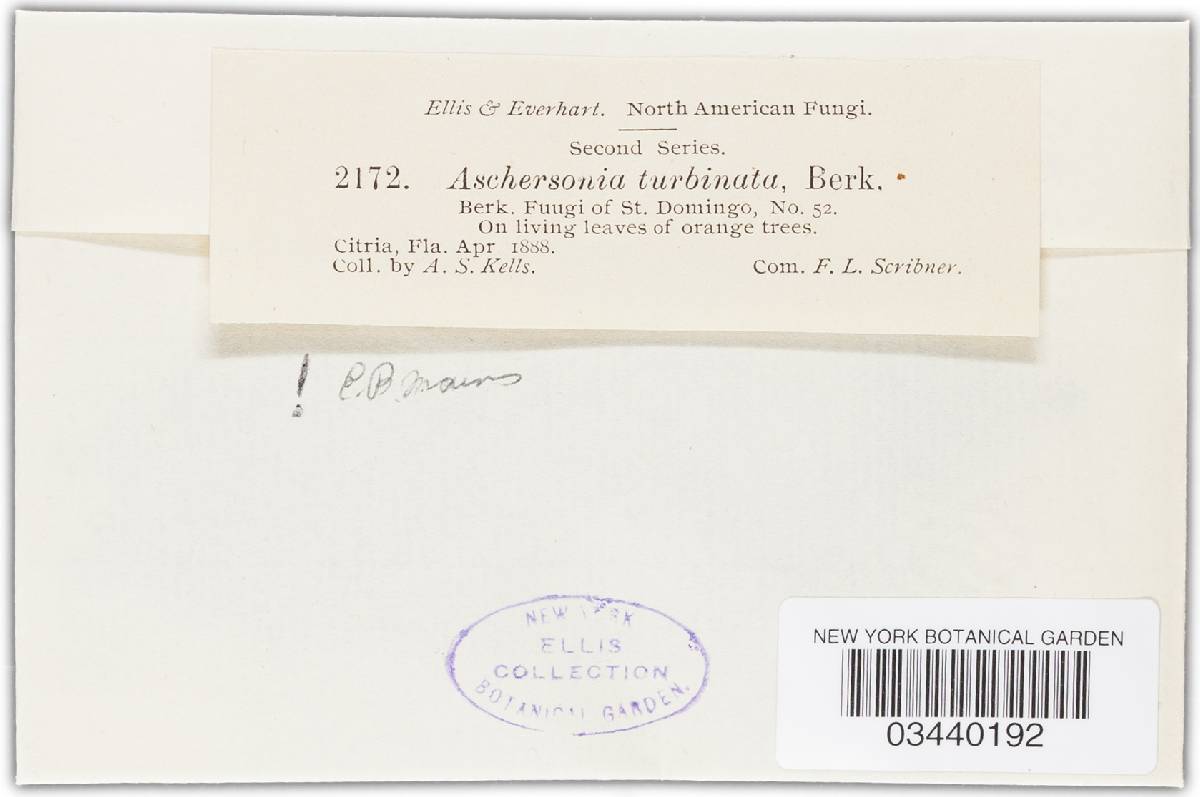 Ellis & Everhart. North American Fungi.
Second Series.
2172. Aschersonia turbinata, Berk.
Berk. Fungi of St. Domingo, No. 52.
On living leaves of orange trees.
Citria, Fla. Apr 1888.
Coll. by A. S. Kells. Com. F. L. Scribner.
! E.B. Mains
NEW YORK
ELLIS
COLLECTION
BOTANICAL GARDEN.
NEW YORK BOTANICAL GARDEN
03440192